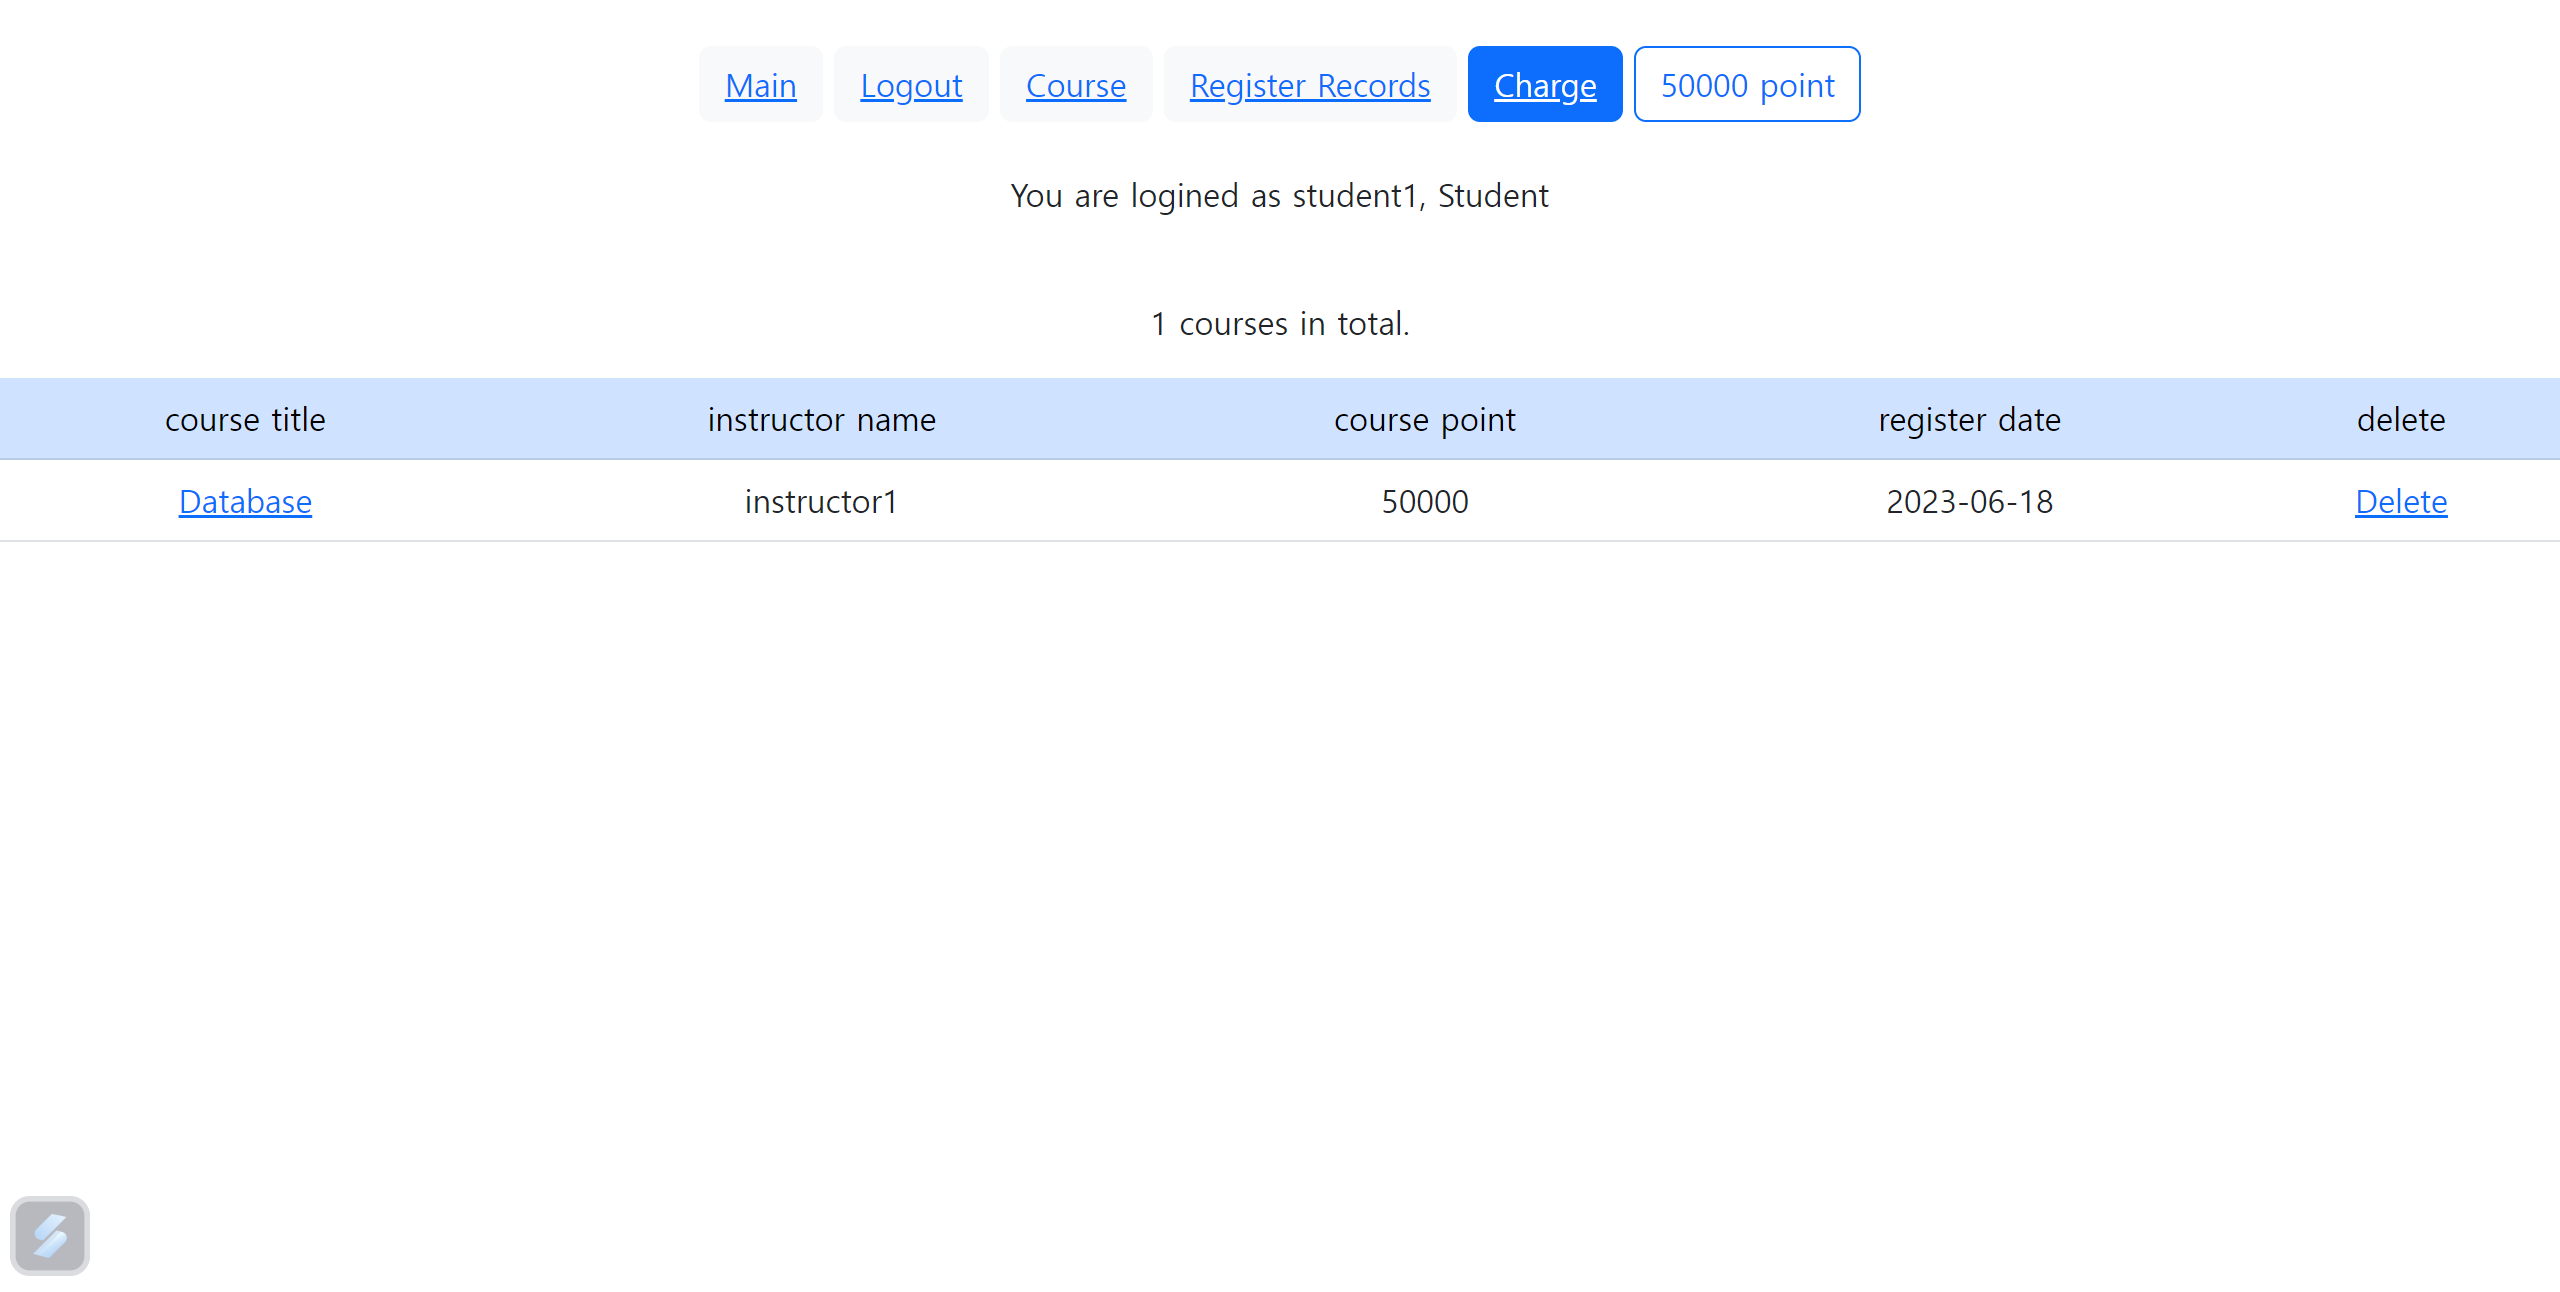 Main Logout Course Register Records Charge 50000 point
You are logined as student1, Student
1 courses in total.
course title instructor name course point register date delete
Database instructor1 50000 2023-06-18 Delete